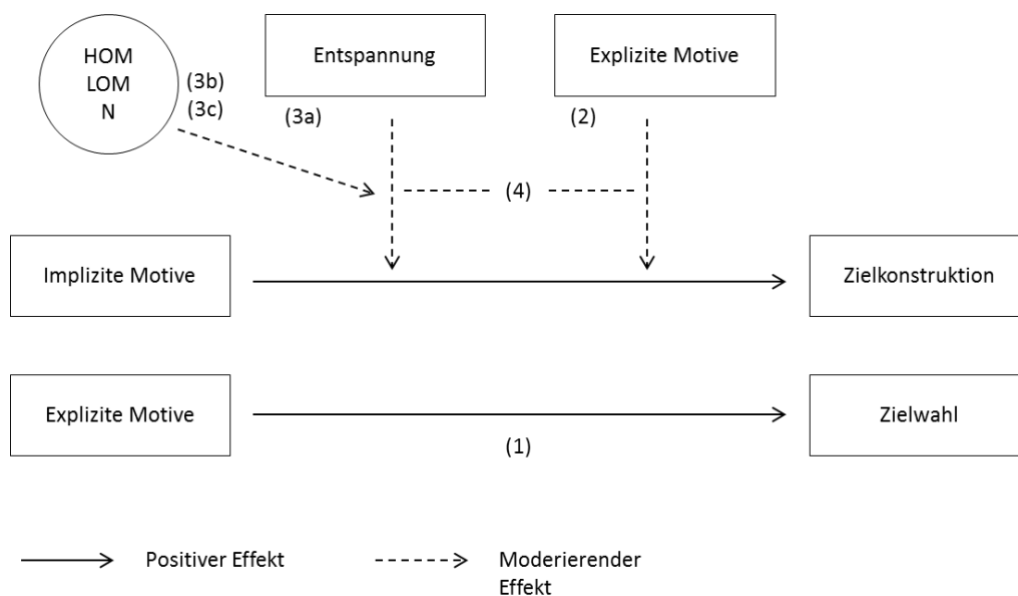 HOM
LOM
N
(3b)
(3c)
Entspannung
(3a)
Explizite Motive
(2)
(4)
Implizite Motive
Zielkonstruktion
Explizite Motive
Zielwahl
(1)
Positiver Effekt
Moderierender
Effekt